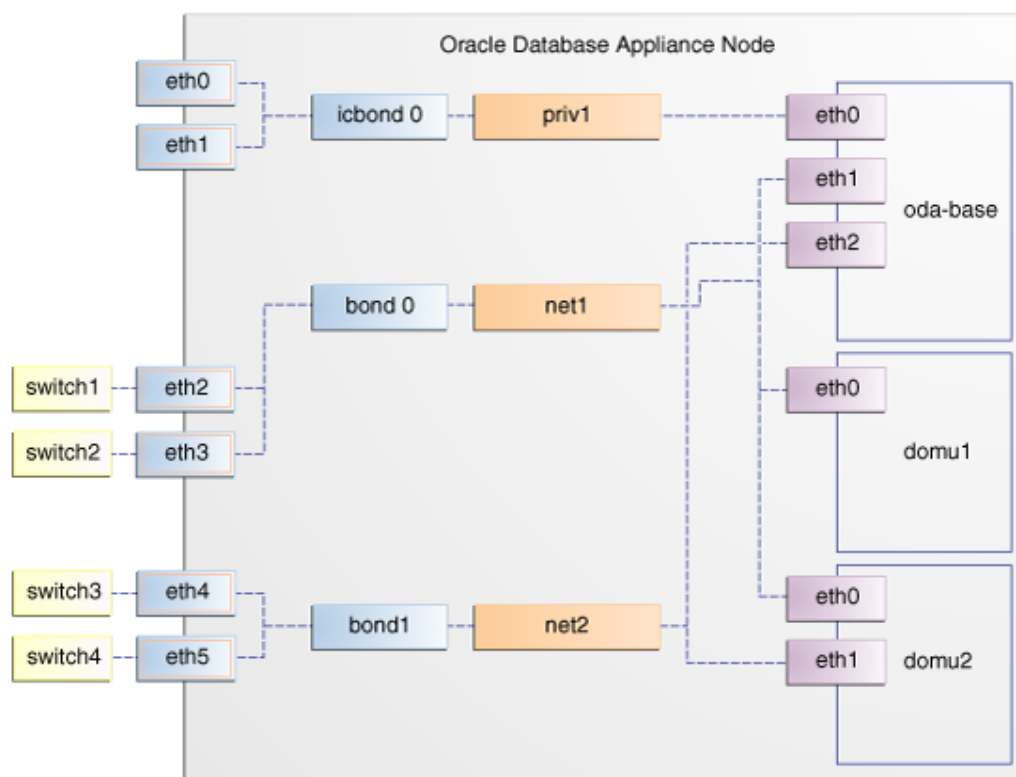 Oracle Database Appliance Node
eth0
eth1
icbond 0
priv1
eth0
eth1
eth2
oda-base
bond 0
net1
switch1
eth2
switch2
eth3
eth0
domu1
switch3
eth4
switch4
eth5
bond1
net2
eth0
eth1
domu2